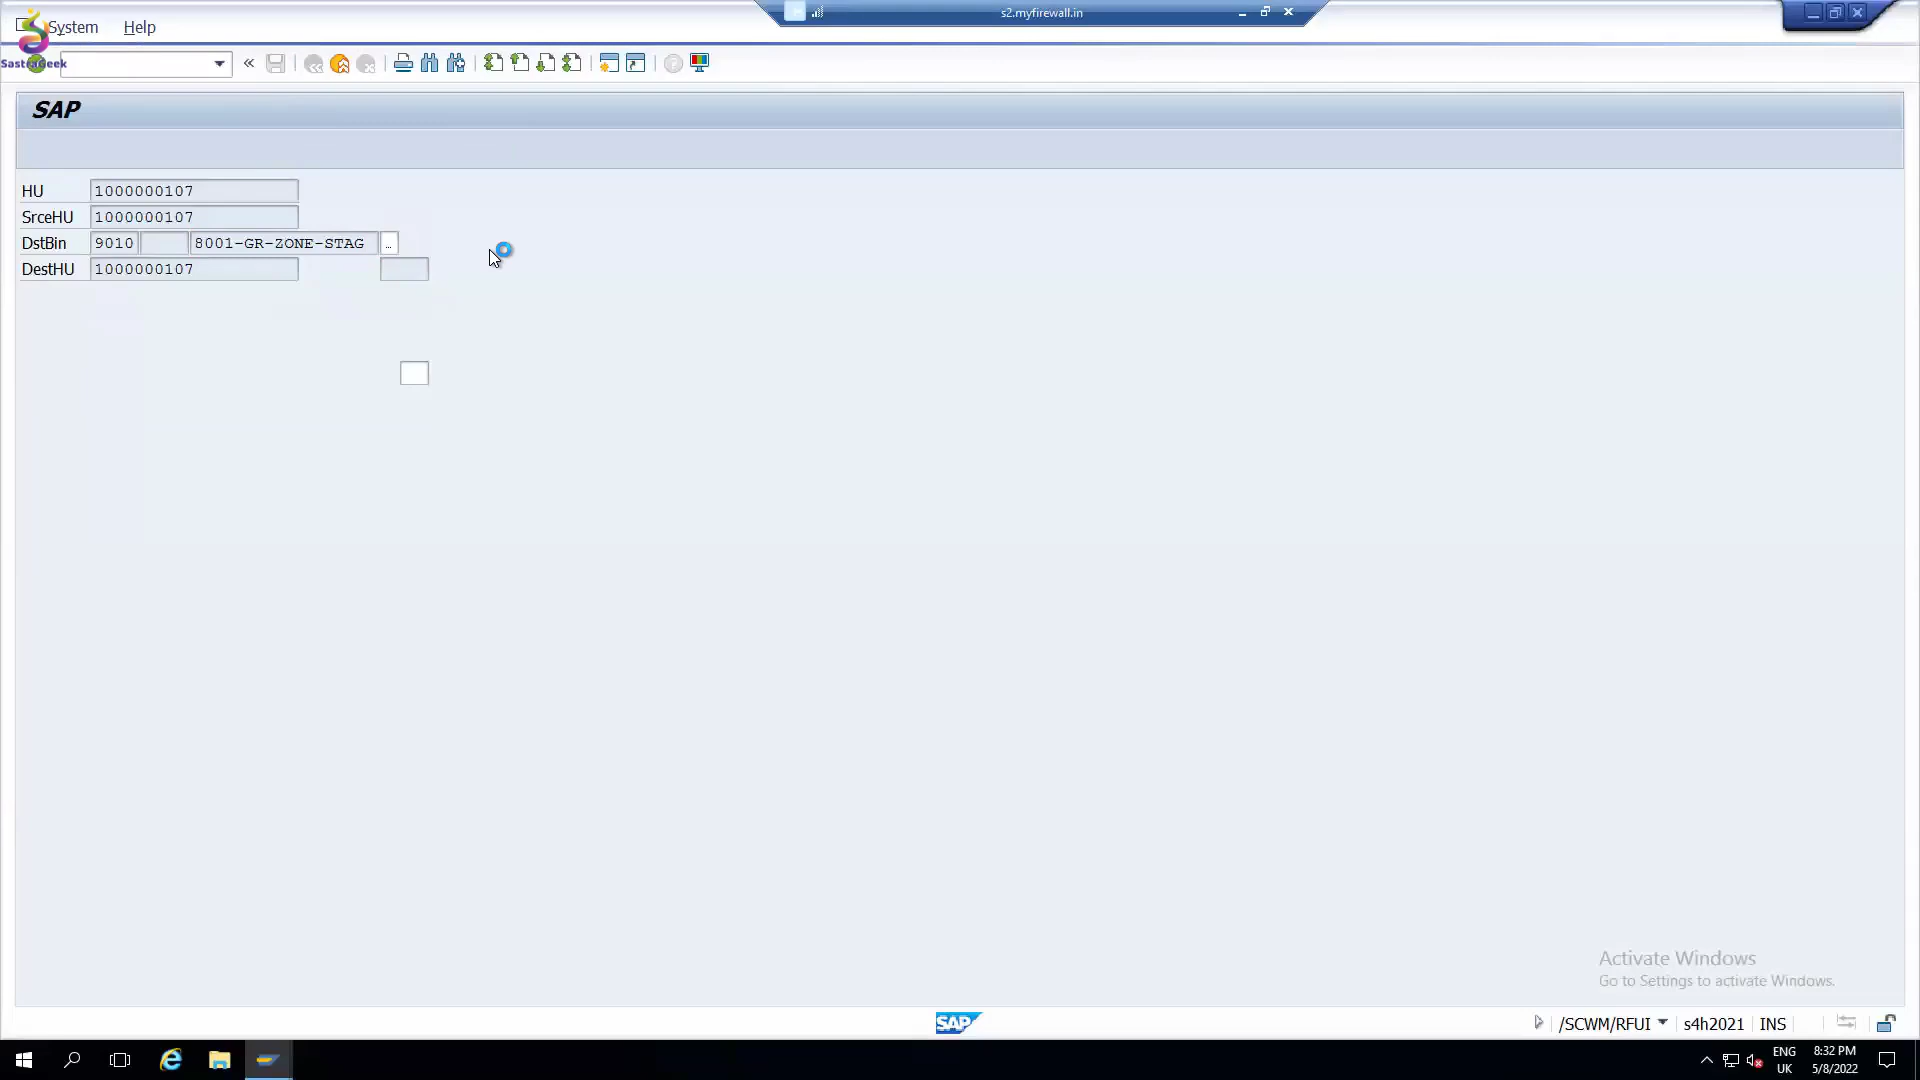 s2.myfirewall.in
System Help
SastraGeek
SAP
HU 1000000107
SrceHU 1000000107
DstBin 9010 8001-GR-ZONE-STAG ...
DestHU 1000000107
Activate Windows
Go to Settings to activate Windows.
SAP
/SCWM/RFUI s4h2021 INS
ENG 8:32 PM
UK 5/8/2022